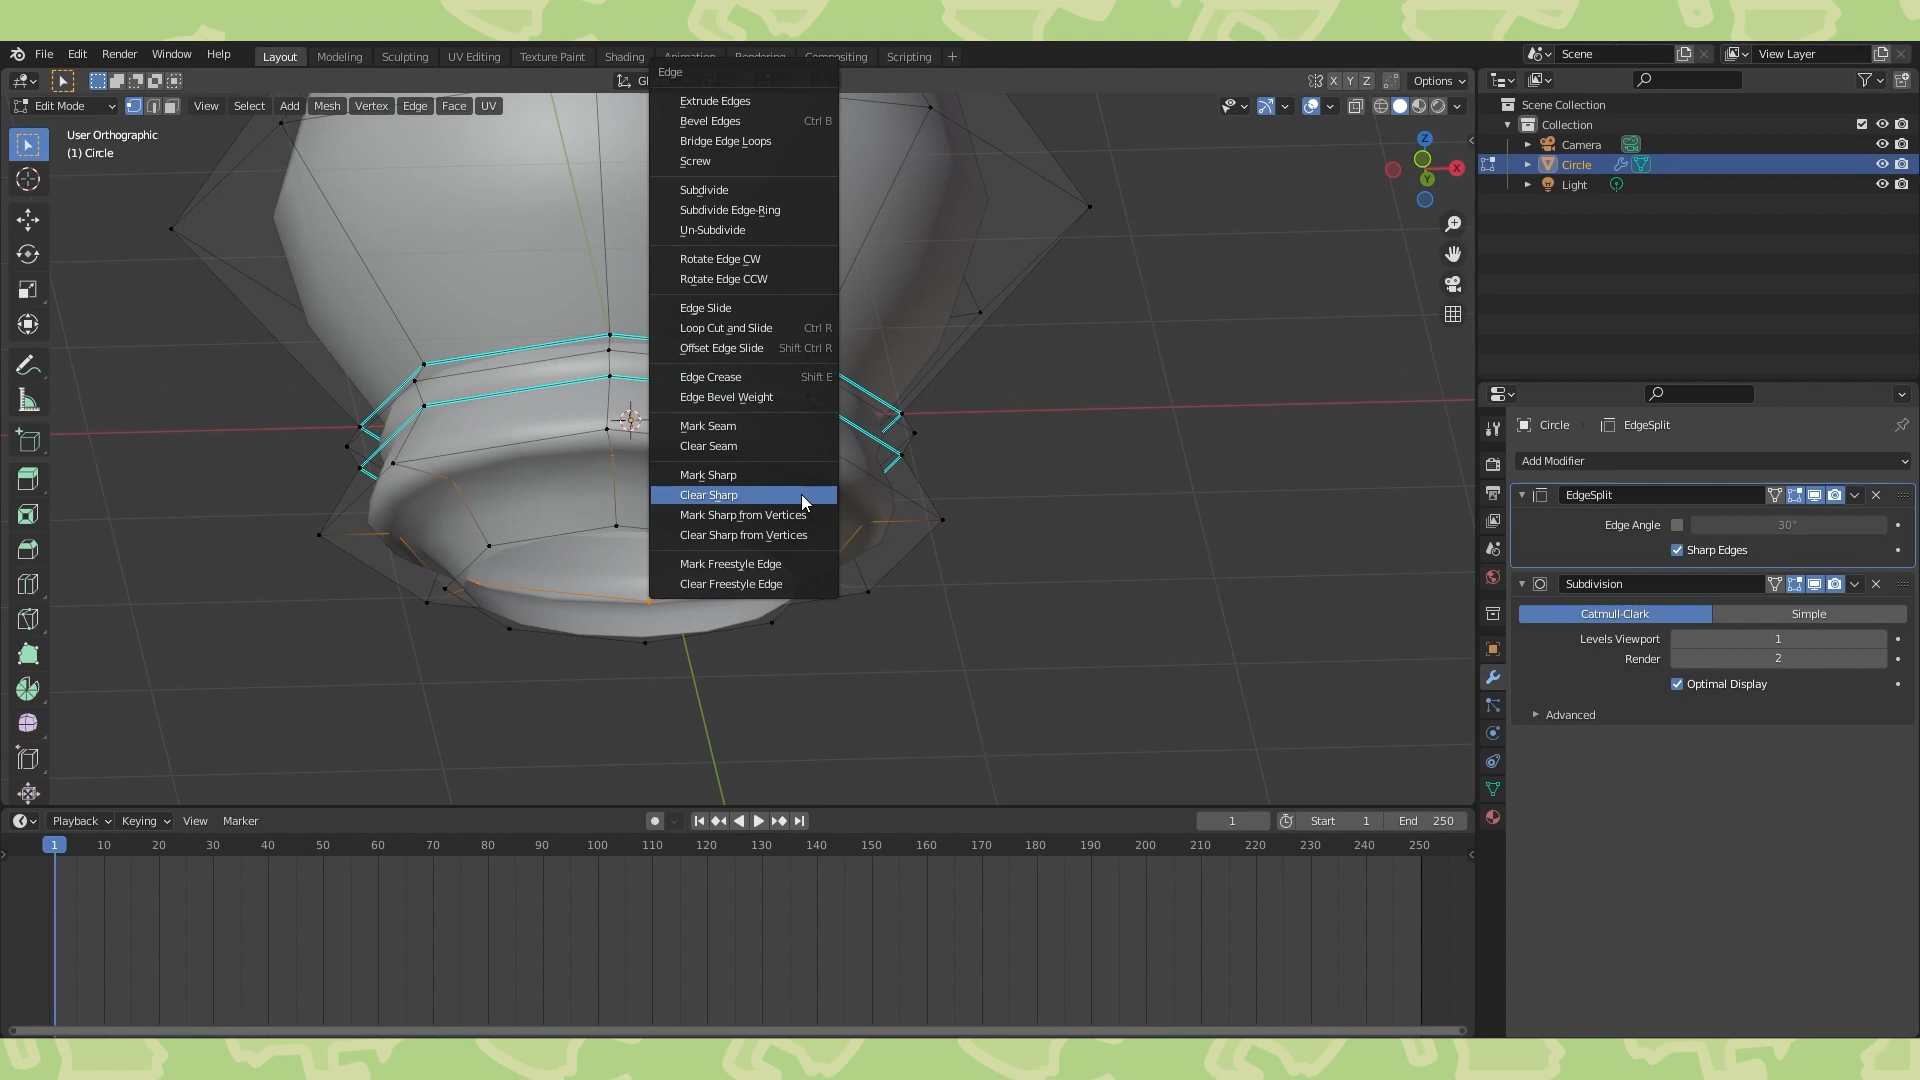 File Edit Render Window Help Layout Modeling Sculpting UV Editing Texture Paint Shading Animation Rendering Compositing Scripting Scene View Layer
Edge
X Y Z Options
Edit Mode View Select Add Mesh Vertex Edge Face UV
User Orthographic
(1) Circle
Extrude Edges
Bevel Edges Ctrl B
Bridge Edge Loops
Screw
Subdivide
Subdivide Edge-Ring
Un-Subdivide
Rotate Edge CW
Rotate Edge CCW
Edge Slide
Loop Cut and Slide Ctrl R
Offset Edge Slide Shift Ctrl R
Edge Crease Shift E
Edge Bevel Weight
Mark Seam
Clear Seam
Mark Sharp
Clear Sharp
Mark Sharp from Vertices
Clear Sharp from Vertices
Mark Freestyle Edge
Clear Freestyle Edge
Z
X
Y
Scene Collection
Collection
Camera
Circle
Light
Circle EdgeSplit
Add Modifier
EdgeSplit
Edge Angle 30°
Sharp Edges
Subdivision
Catmull-Clark Simple
Levels Viewport 1
Render 2
Optimal Display
Advanced
Playback Keying View Marker 1 Start 1 End 250
1 10 20 30 40 50 60 70 80 90 100 110 120 130 140 150 160 170 180 190 200 210 220 230 240 250